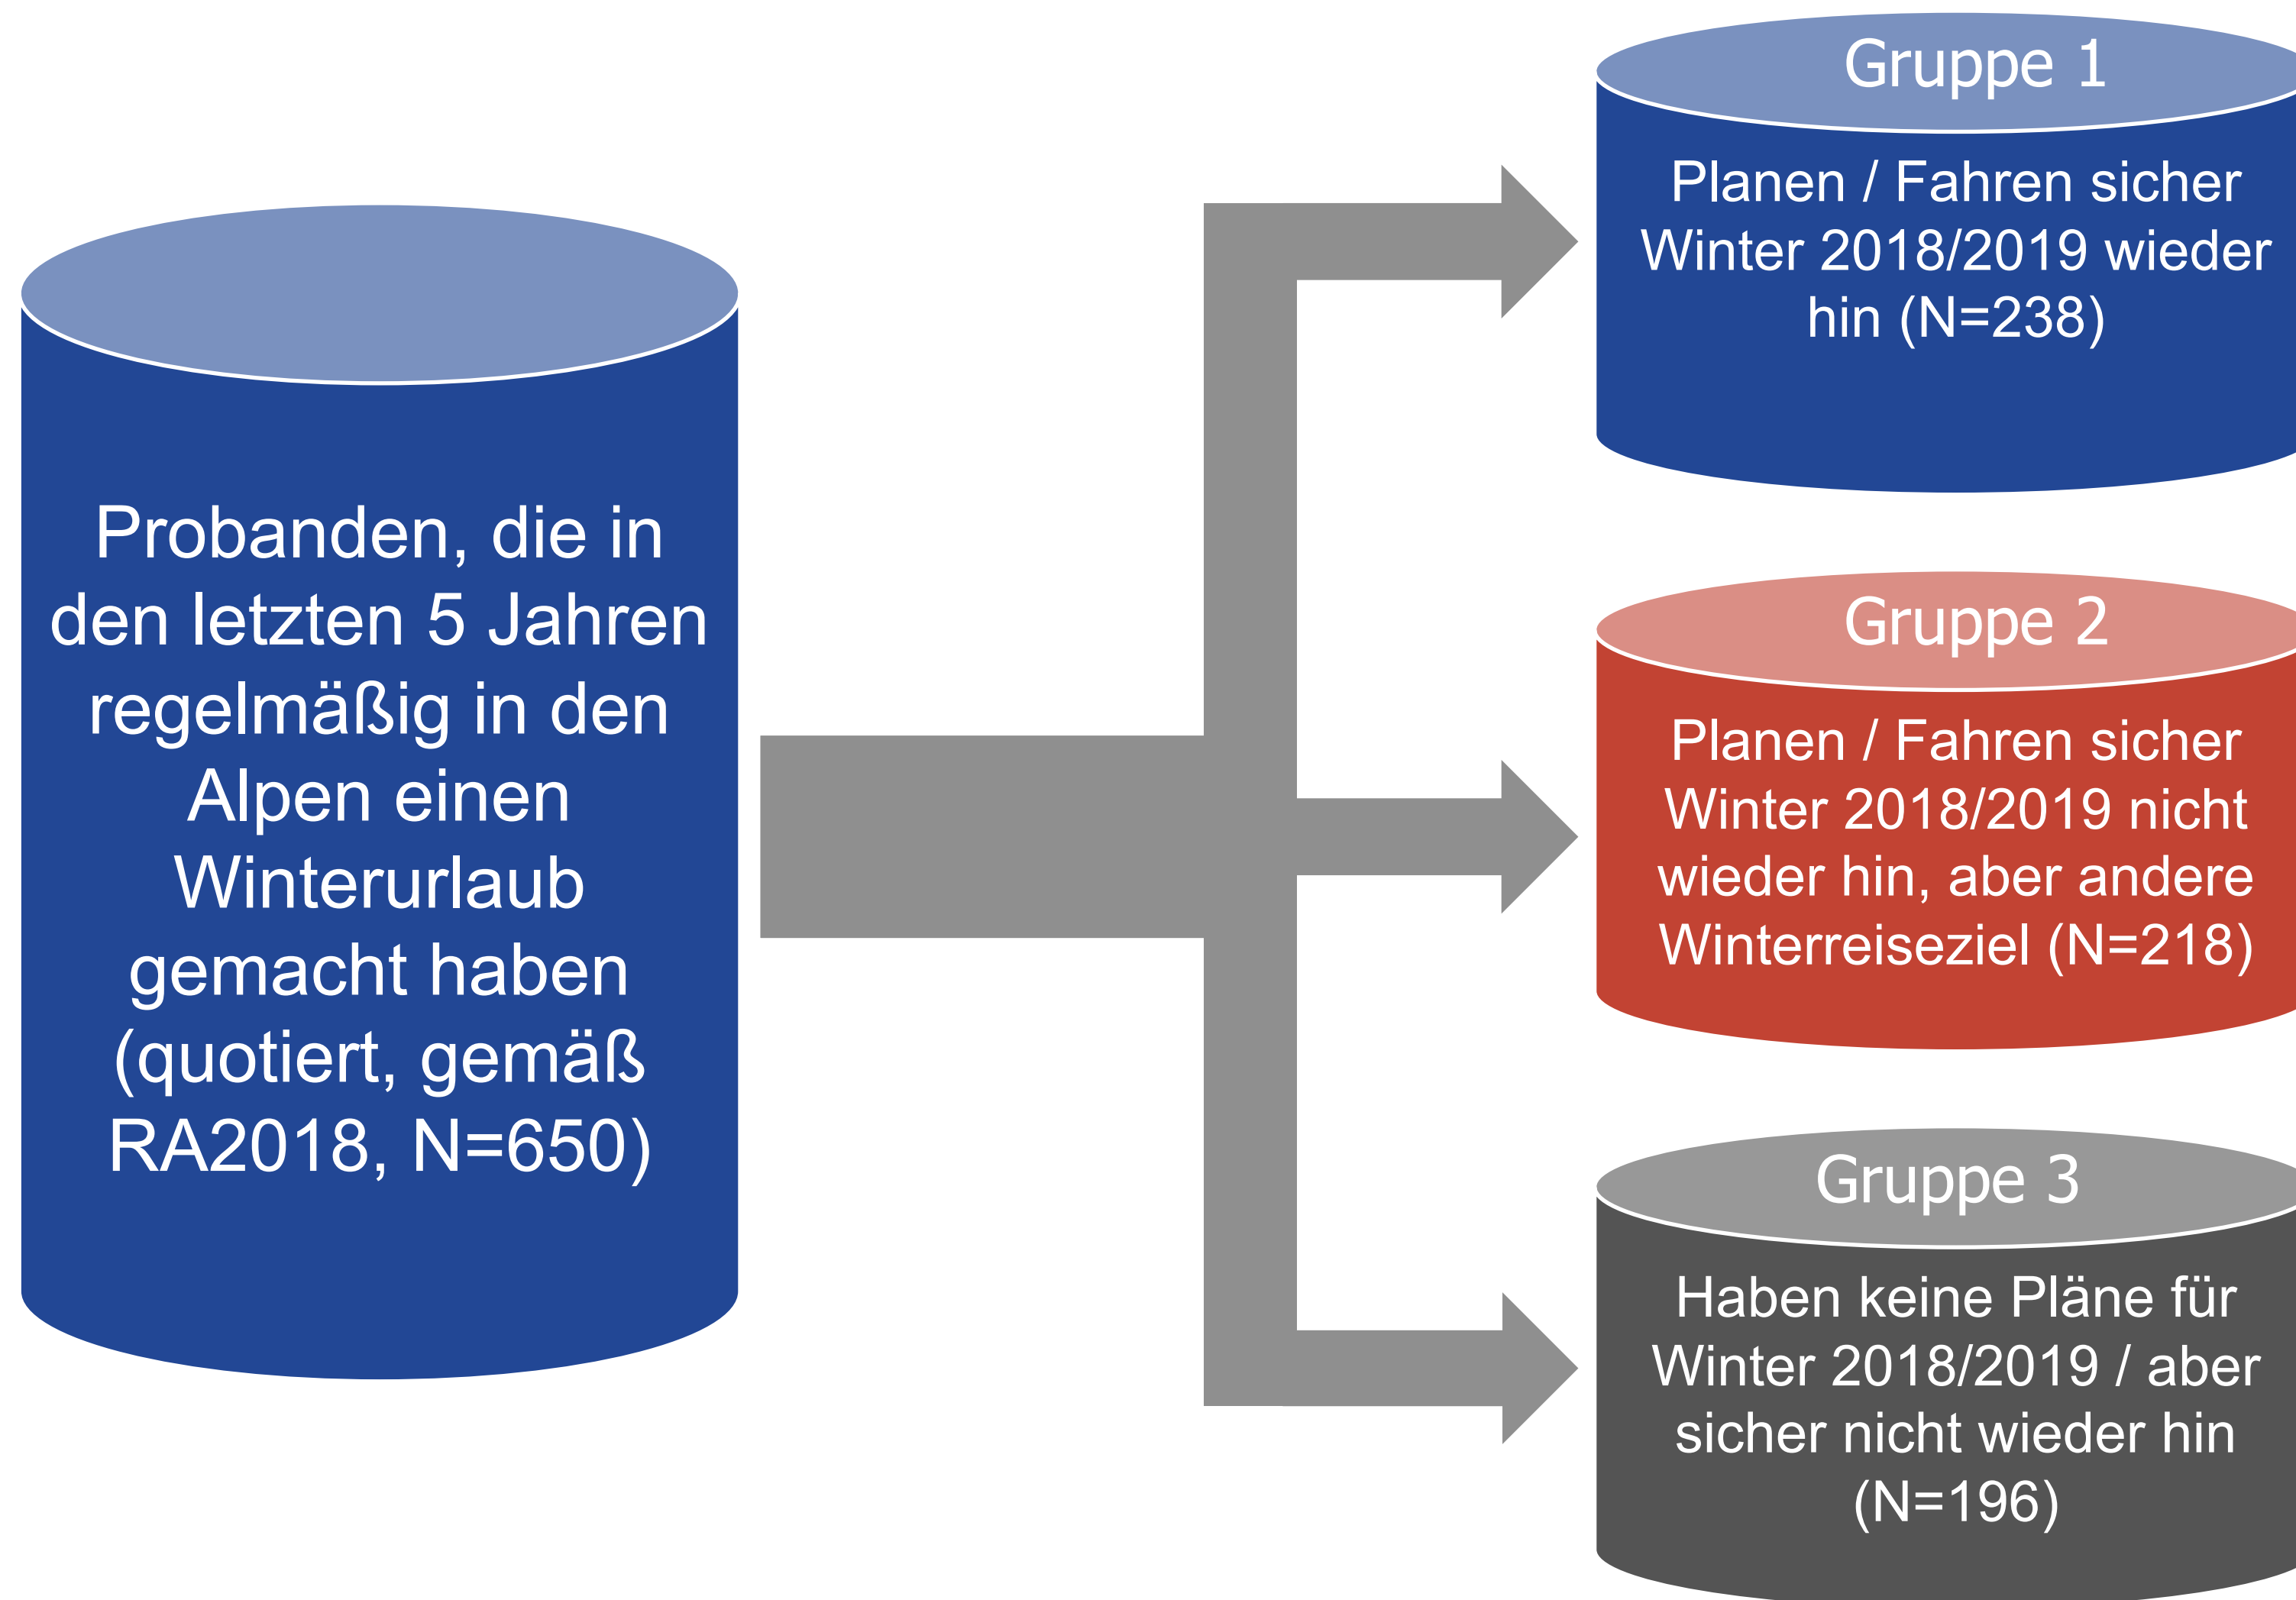 Probanden, die in
den letzten 5 Jahren
regelmäßig in den
Alpen einen
Winterurlaub
gemacht haben
(quotiert, gemäß
RA2018, N=650)
Gruppe 1
Planen / Fahren sicher
Winter 2018/2019 wieder
hin (N=238)
Gruppe 2
Planen / Fahren sicher
Winter 2018/2019 nicht
wieder hin, aber andere
Winterreiseziel (N=218)
Gruppe 3
Haben keine Pläne für
Winter 2018/2019 / aber
sicher nicht wieder hin
(N=196)